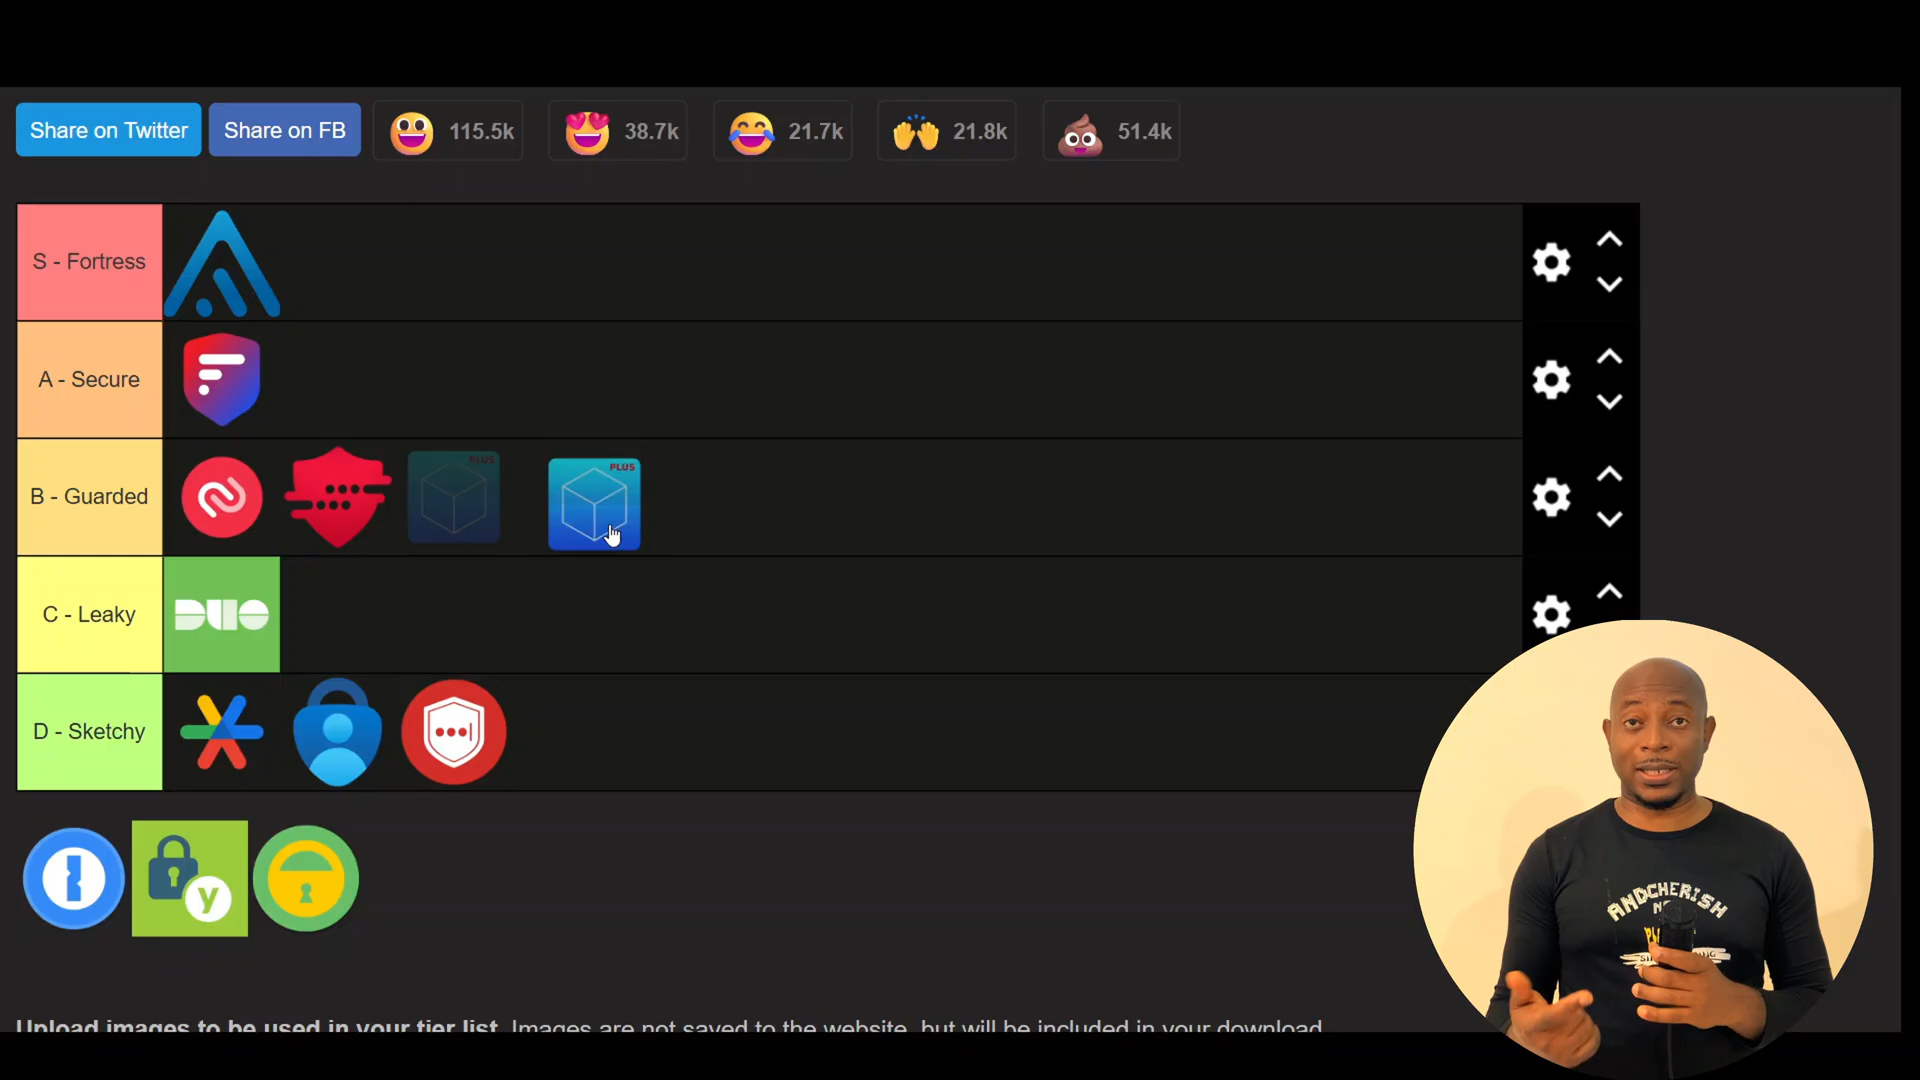 Share on Twitter
Share on FB
115.5k
38.7k
21.7k
21.8k
51.4k
S - Fortress
A - Secure
B - Guarded
PLUS
PLUS
C - Leaky
DUO
D - Sketchy
y
ANDCHERISH
Upload images to be used in your tier list. Images are not saved to the website, but will be included in your download.